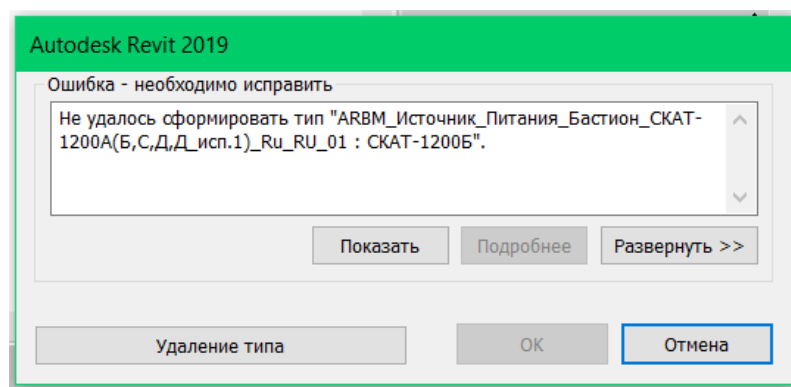 Autodesk Revit 2019
Ошибка - необходимо исправить
Не удалось сформировать тип "ARBM_Источник_Питания_Бастион_СКАТ-
1200А(Б,С,Д,Д_исп.1)_Ru_RU_01 : СКАТ-1200Б".
Показать
Подробнее
Развернуть >>
Удаление типа
ОК
Отмена